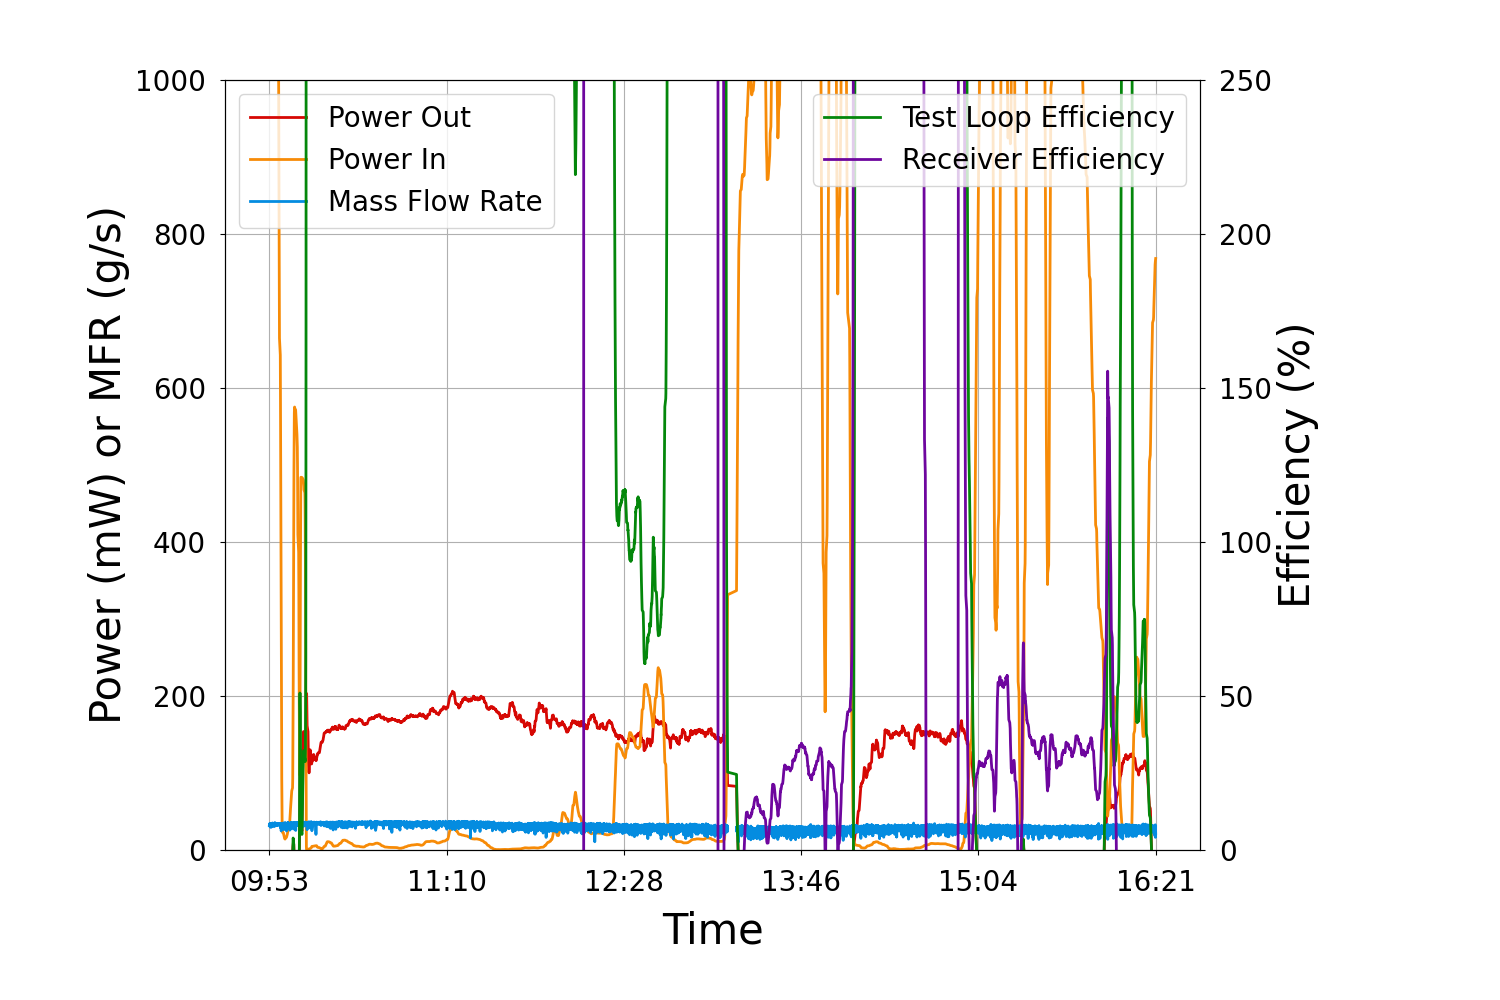 1000
800
600
400
200
0
Power (mW) or MFR (g/s)
Power Out
Power In
Mass Flow Rate
Test Loop Efficiency
Receiver Efficiency
250
200
150
100
50
0
Efficiency (%)
09:53 11:10 12:28 13:46 15:04 16:21
Time